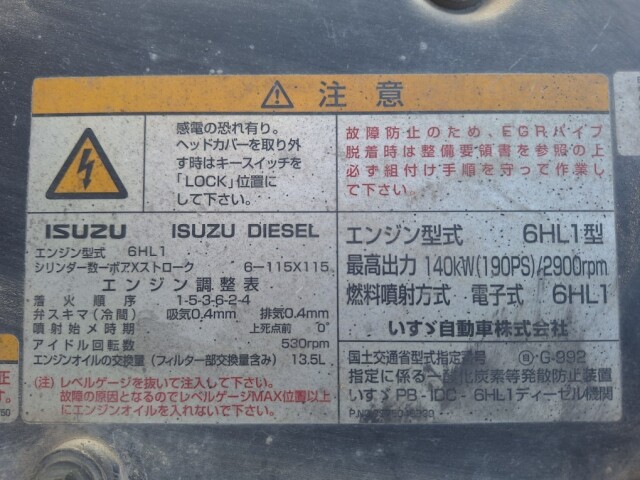 注意
感電の恐れ有り。
ヘッドカバーを取り外
す時はキースイッチを
「LOCK」位置に
して下さい。
故障防止のため、EGRパイプ
脱着時は整備要領書を参照の上
必ず組付け手順を守って作業し
て下さい。
ISUZU ISUZU DIESEL
エンジン型式 6HL1
シリンダー数-ボアXストローク 6-115X115
エンジン調整表
着火順序 1-5-3-6-2-4
弁スキマ(冷間) 吸気0.4mm 排気0.4mm
噴射始メ時期 上死点前 0°
アイドル回転数 530rpm
エンジンオイルの交換量(フィルター部交換量含み) 13.5L
(注)レベルゲージを抜いて注入して下さい。
故障の原因となるのでレベルゲージMAX位置以上
にエンジンオイルを入れないで下さい。
エンジン型式 6HL1型
最高出力 140kW(190PS)/2900rpm
燃料噴射方式 電子式 6HL1
いすゞ自動車株式会社
国土交通省型式指定番号 G-992
指定に係る一酸化炭素等発散防止装置
いすゞPB-1DC-6HL1ディーゼル機関
P.NO.
正
す。